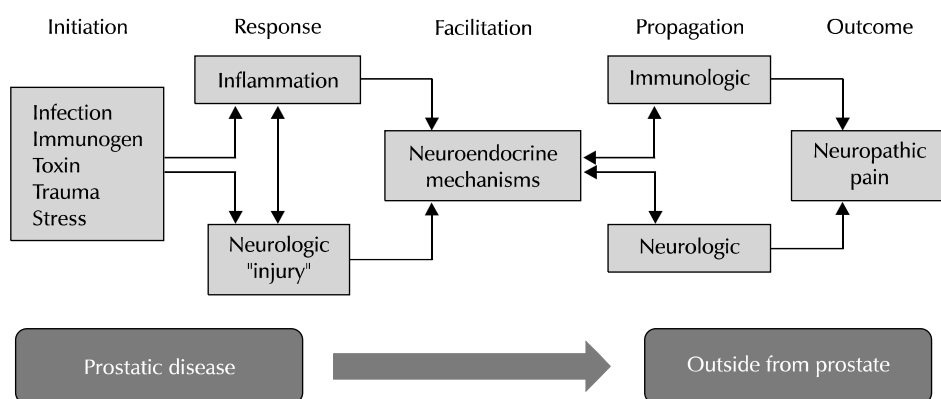 Initiation
Response
Facilitation
Propagation
Outcome
Infection
Immunogen
Toxin
Trauma
Stress
Inflammation
Neurologic
"injury"
Neuroendocrine
mechanisms
Immunologic
Neurologic
Neuropathic
pain
Prostatic disease
Outside from prostate